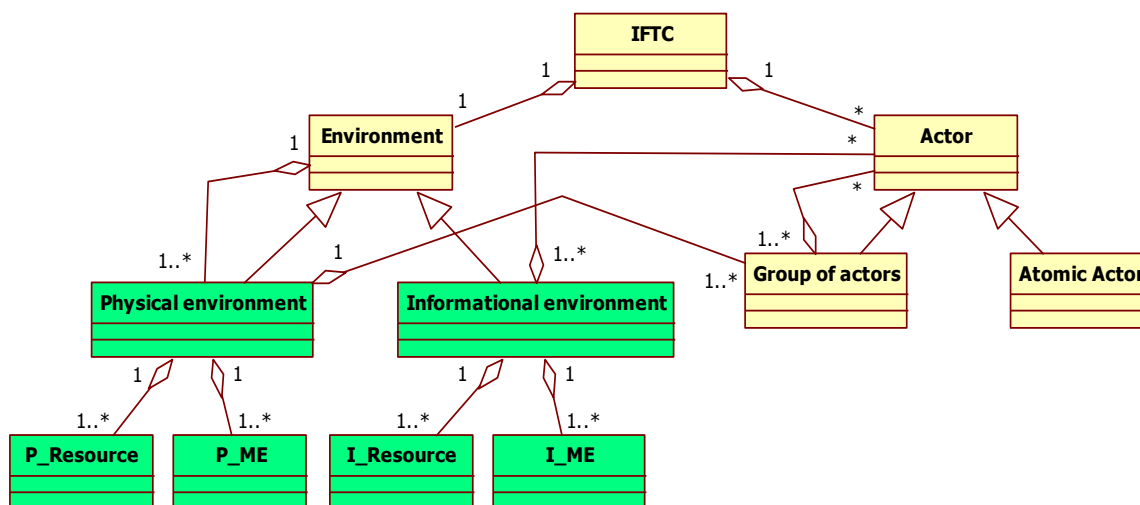 IFTC
1
1
1
*
Environment
Actor
1
*
*
1
1..*
1..*
1..*
1..*
Physical environment
Informational environment
Group of actors
Atomic Actor
1
1
1
1
1..*
1..*
1..*
1..*
P_Resource
P_ME
I_Resource
I_ME